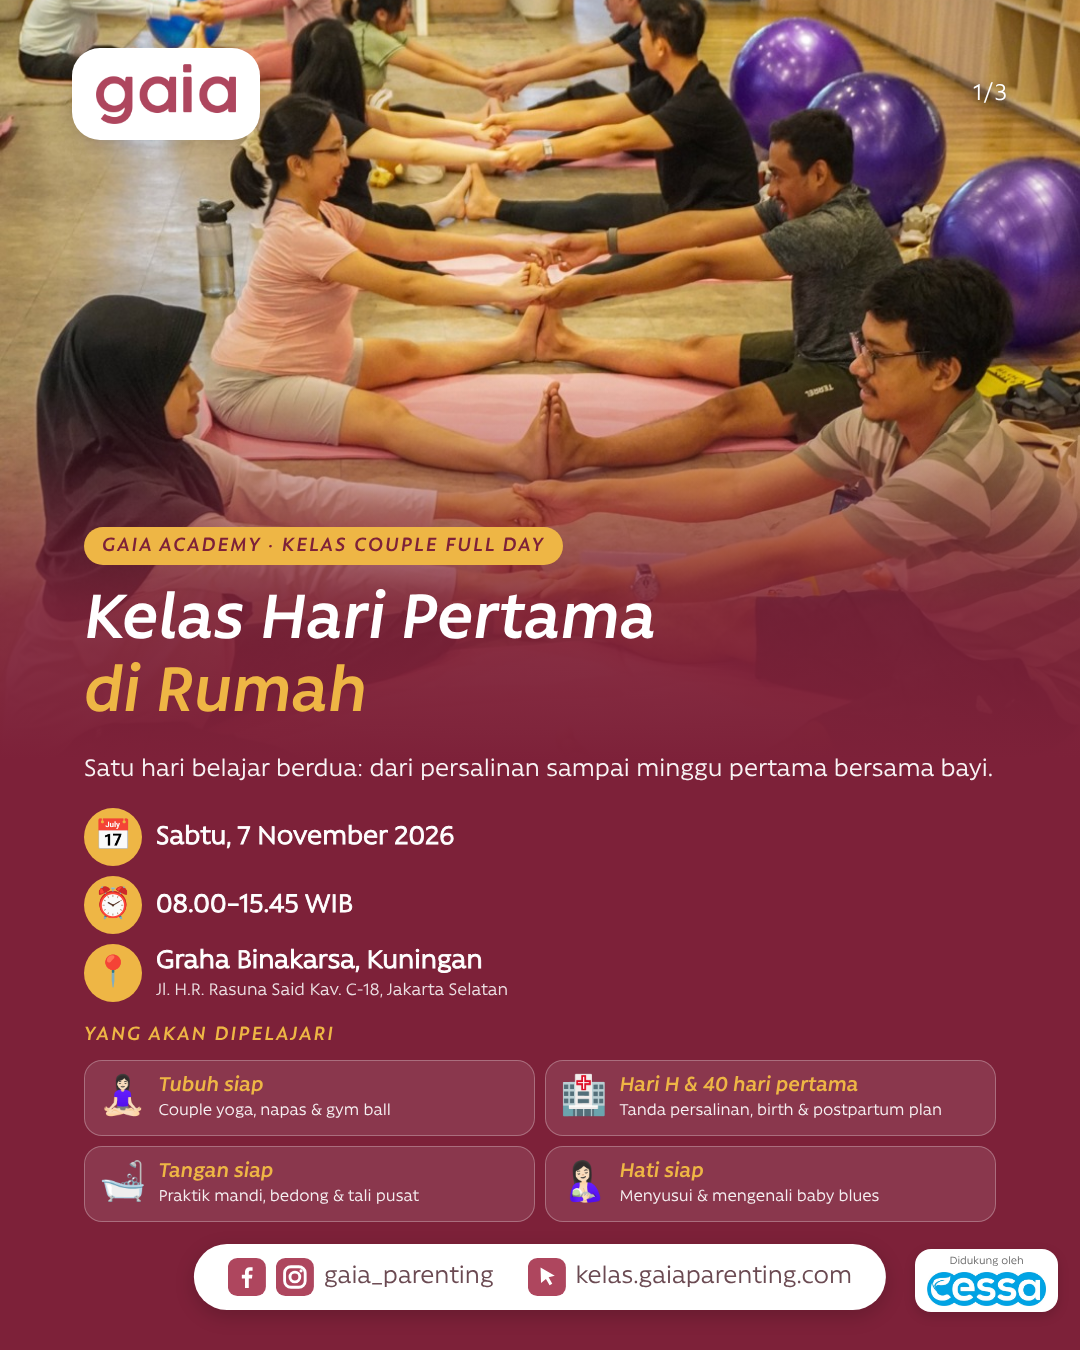 gaia
1/3
GAIA ACADEMY · KELAS COUPLE FULL DAY
Kelas Hari Pertama
di Rumah
Satu hari belajar berdua: dari persalinan sampai minggu pertama bersama bayi.
July
17
Sabtu, 7 November 2026
08.00–15.45 WIB
Graha Binakarsa, Kuningan
Jl. H.R. Rasuna Said Kav. C-18, Jakarta Selatan
YANG AKAN DIPELAJARI
Tubuh siap
Couple yoga, napas & gym ball
Hari H & 40 hari pertama
Tanda persalinan, birth & postpartum plan
Tangan siap
Praktik mandi, bedong & tali pusat
Hati siap
Menyusui & mengenali baby blues
gaia_parenting
kelas.gaiaparenting.com
Didukung oleh
cessa
TERREL